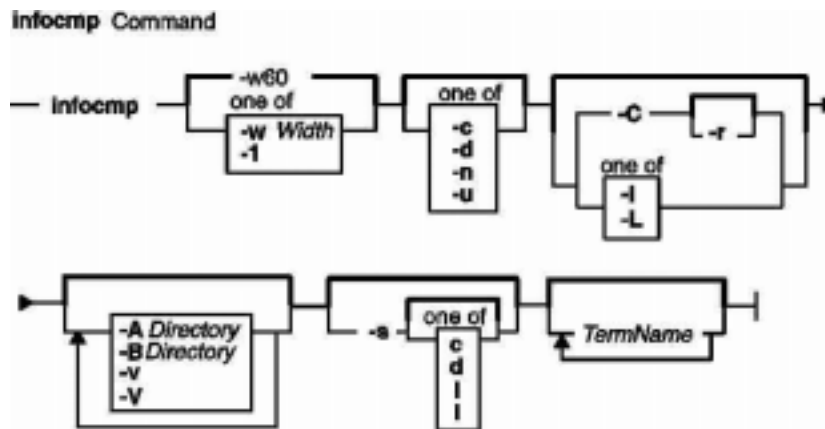 infocmp Command
-w60
one of
infocmp
-w Width
-1
one of
-c
-d
-n
-u
-C
-r
one of
-I
-L
-A Directory
-B Directory
-v
-V
-s
one of
c
d
l
TermName